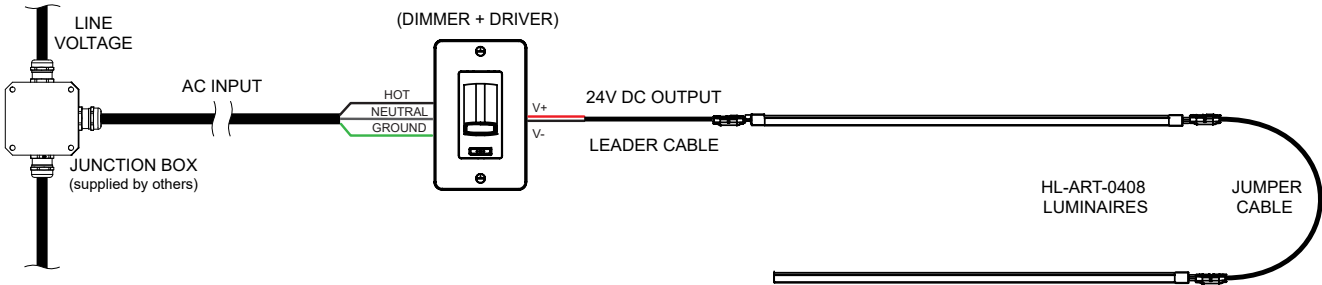 LINE
VOLTAGE
(DIMMER + DRIVER)
AC INPUT
HOT
NEUTRAL
GROUND
V+
V-
24V DC OUTPUT
LEADER CABLE
JUNCTION BOX
(supplied by others)
HL-ART-0408
LUMINAIRES
JUMPER
CABLE